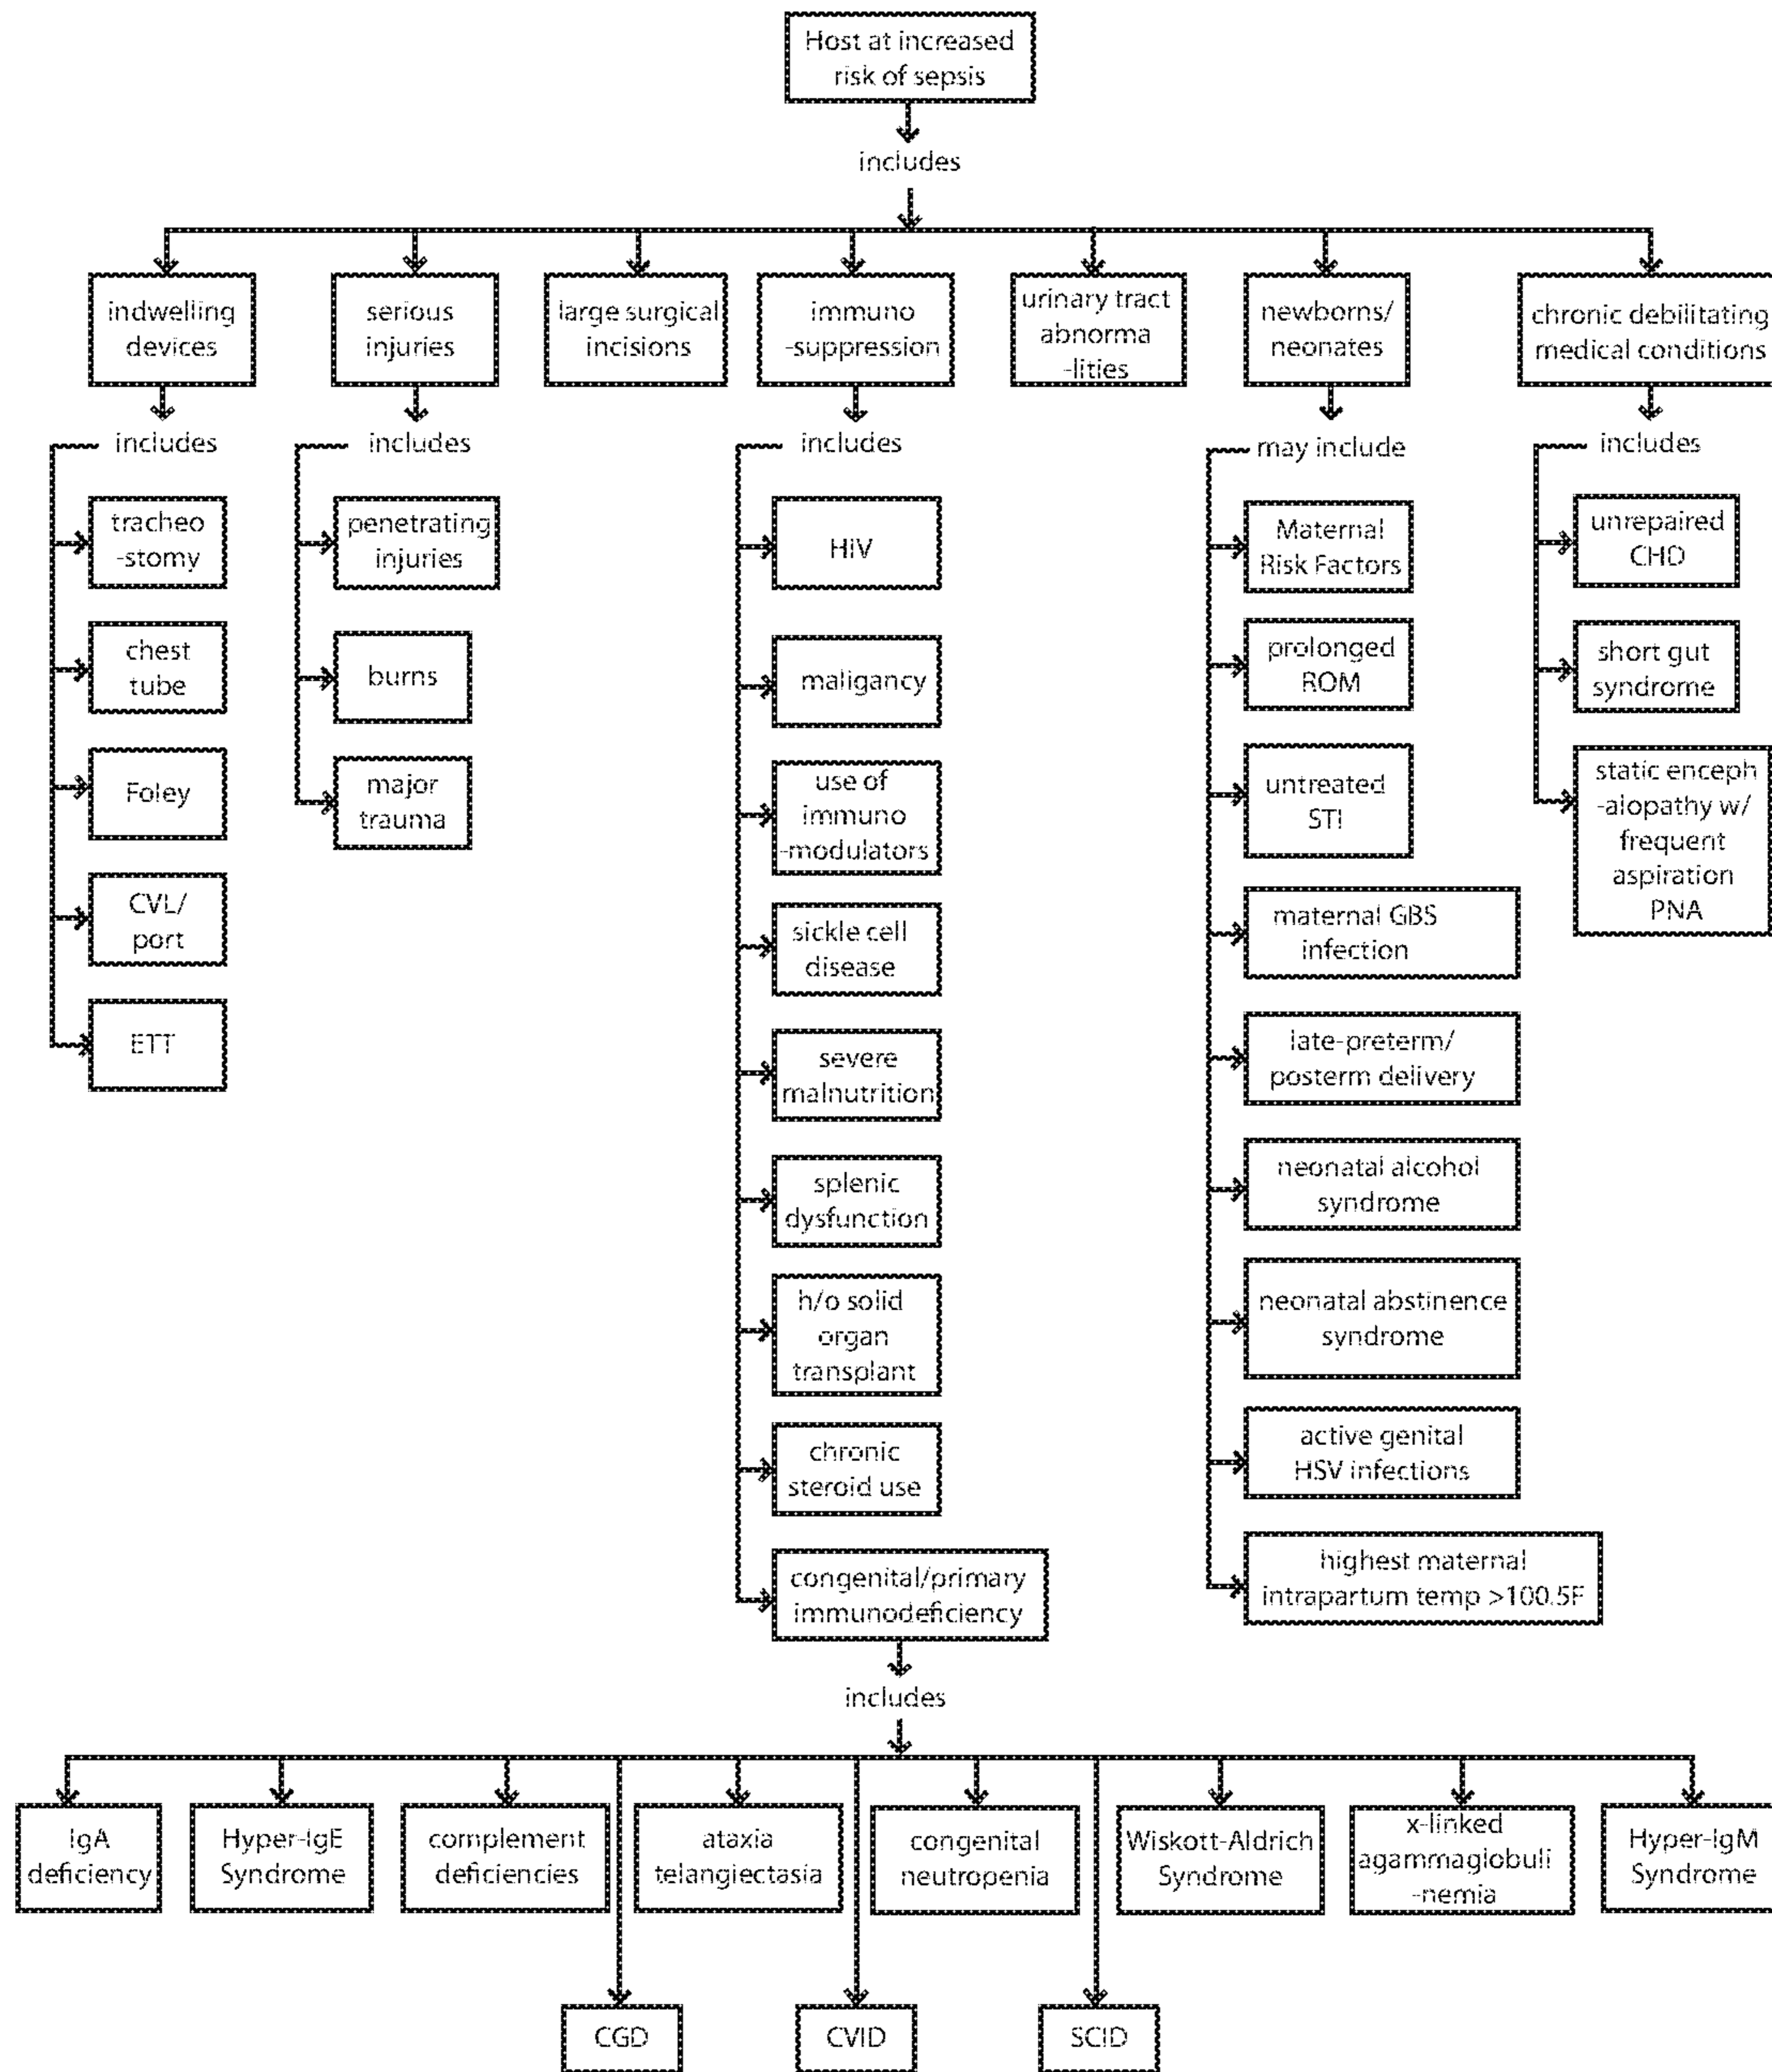 Host at increased
risk of sepsis
includes
indwelling
devices
serious
injuries
large surgical
incisions
immuno
-suppression
urinary tract
abnorma
-lities
newborns/
neonates
chronic debilitating
medical conditions
includes
tracheo
-stomy
chest
tube
Foley
CVL/
port
ETT
includes
penetrating
injuries
burns
major
trauma
includes
HIV
maligancy
use of
immuno
-modulators
sickle cell
disease
severe
malnutrition
splenic
dysfunction
h/o solid
organ
transplant
chronic
steroid use
congenital/primary
immunodeficiency
may include
Maternal
Risk Factors
prolonged
ROM
untreated
STI
maternal GBS
infection
late-preterm/
posterm delivery
neonatal alcohol
syndrome
neonatal abstinence
syndrome
active genital
HSV infections
highest maternal
intrapartum temp >100.5F
includes
unrepaired
CHD
short gut
syndrome
static enceph
-alopathy w/
frequent
aspiration
PNA
includes
IgA
deficiency
Hyper-IgE
Syndrome
complement
deficiencies
ataxia
telangiectasia
congenital
neutropenia
Wiskott-Aldrich
Syndrome
x-linked
agammaglobuli
-nemia
Hyper-IgM
Syndrome
CGD
CVID
SCID